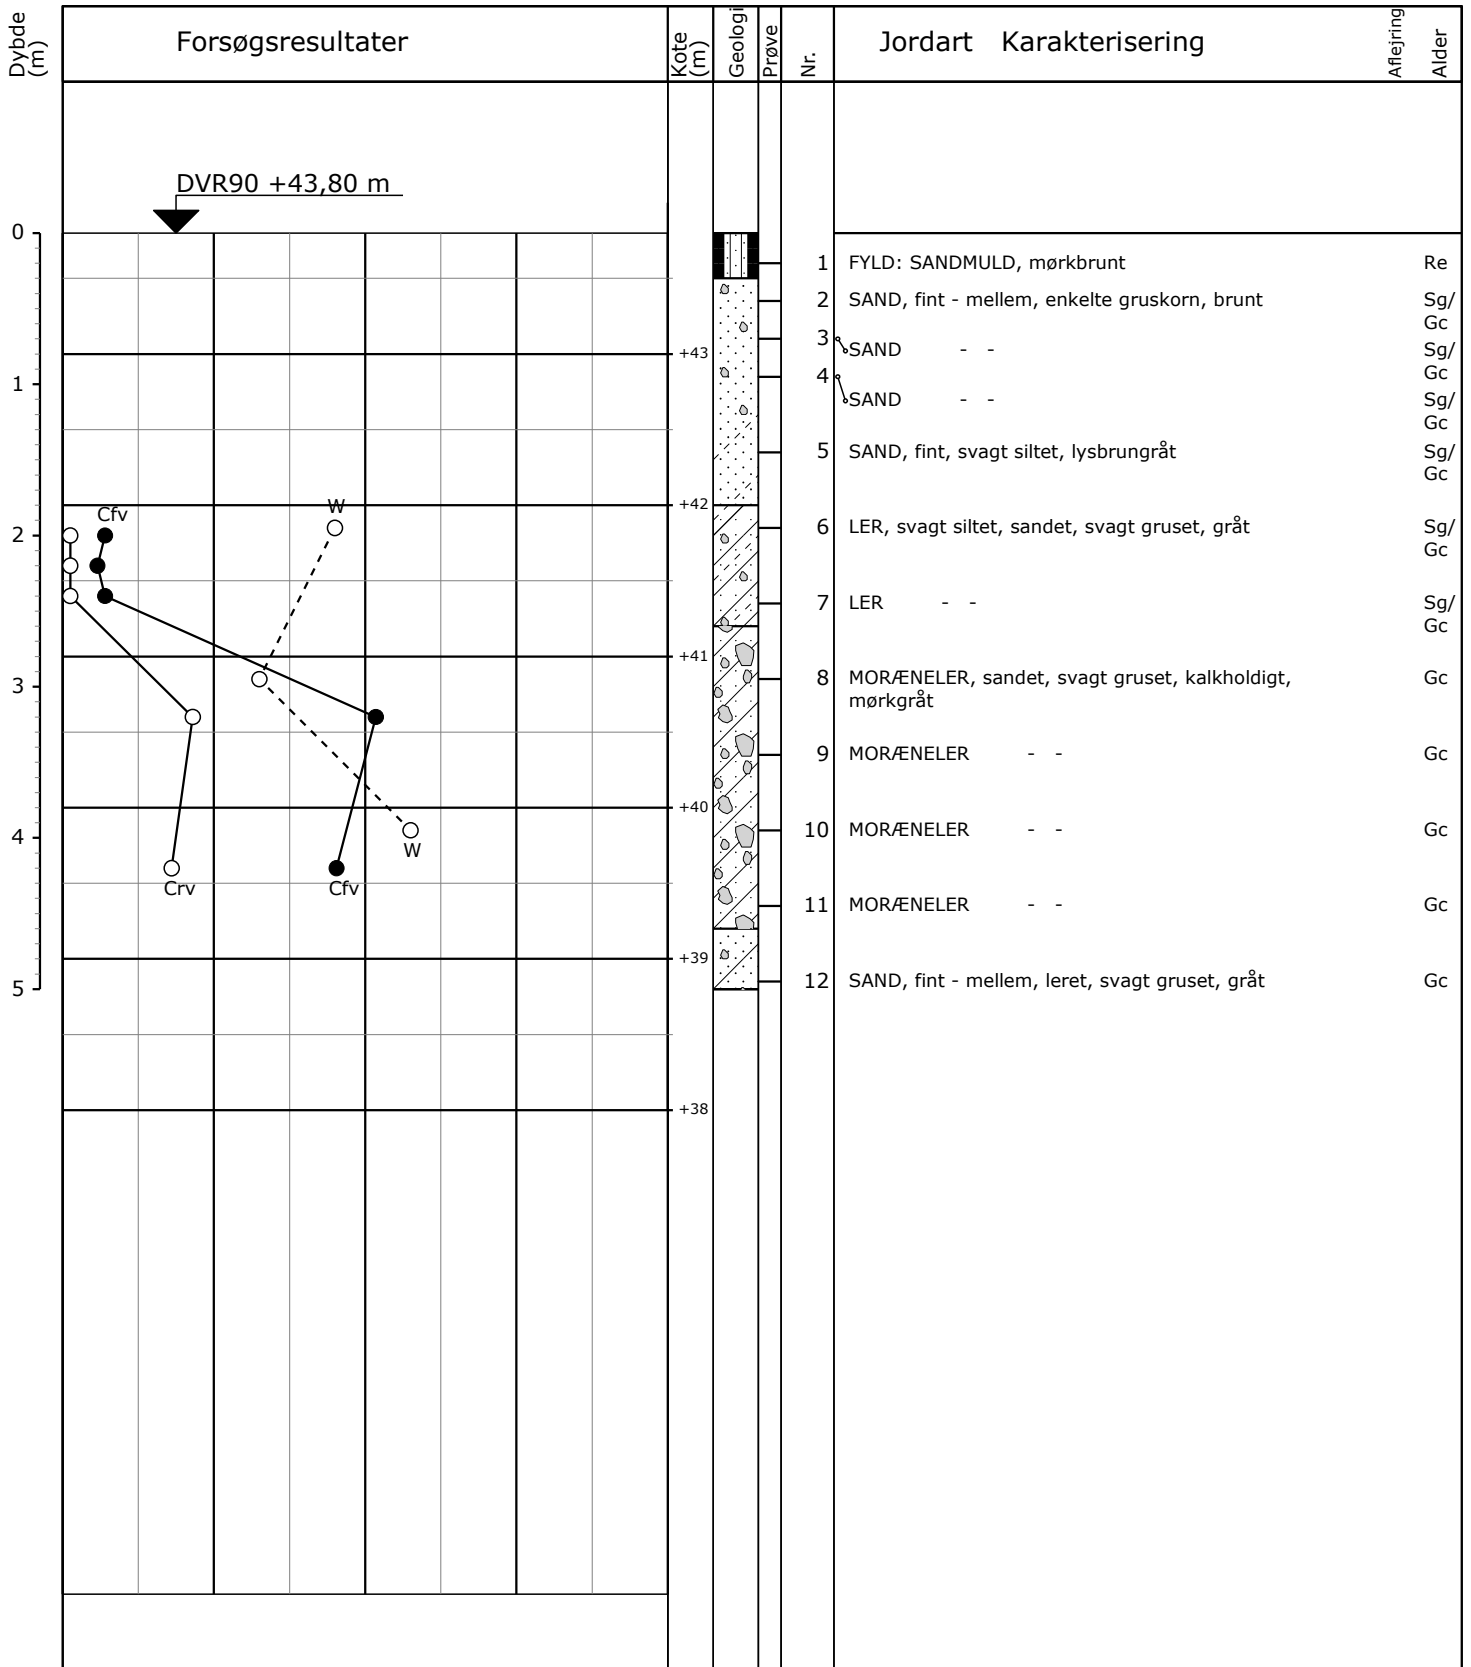 Dybde (m)
Forsøgsresultater
Kote (m)
Geologi
Prøve
Nr.
Jordart Karakterisering
Aflejring
Alder
DVR90 +43,80 m
0
1 FYLD: SANDMULD, mørkbrunt Re
2 SAND, fint - mellem, enkelte gruskorn, brunt Sg/
Gc
3 SAND - - Sg/
Gc
+43
1
4 SAND - - Sg/
Gc
5 SAND, fint, svagt siltet, lysbrungråt Sg/
Gc
+42
W
Cfv
2
6 LER, svagt siltet, sandet, svagt gruset, gråt Sg/
Gc
7 LER - - Sg/
Gc
+41
3
8 MORÆNELER, sandet, svagt gruset, kalkholdigt, Gc
mørkgråt
9 MORÆNELER - - Gc
+40
4
10 MORÆNELER - - Gc
W
Crv
Cfv
11 MORÆNELER - - Gc
+39
5
12 SAND, fint - mellem, leret, svagt gruset, gråt Gc
+38